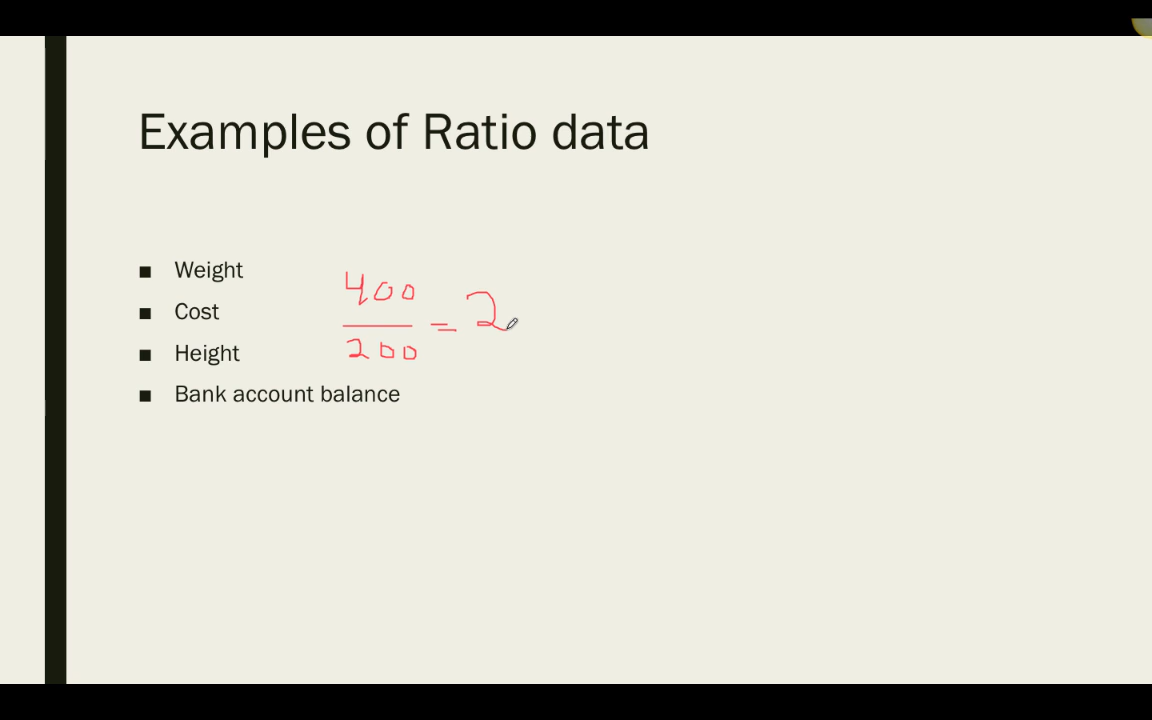 Examples of Ratio data
■ Weight
■ Cost
■ Height
■ Bank account balance
400
200
= 2